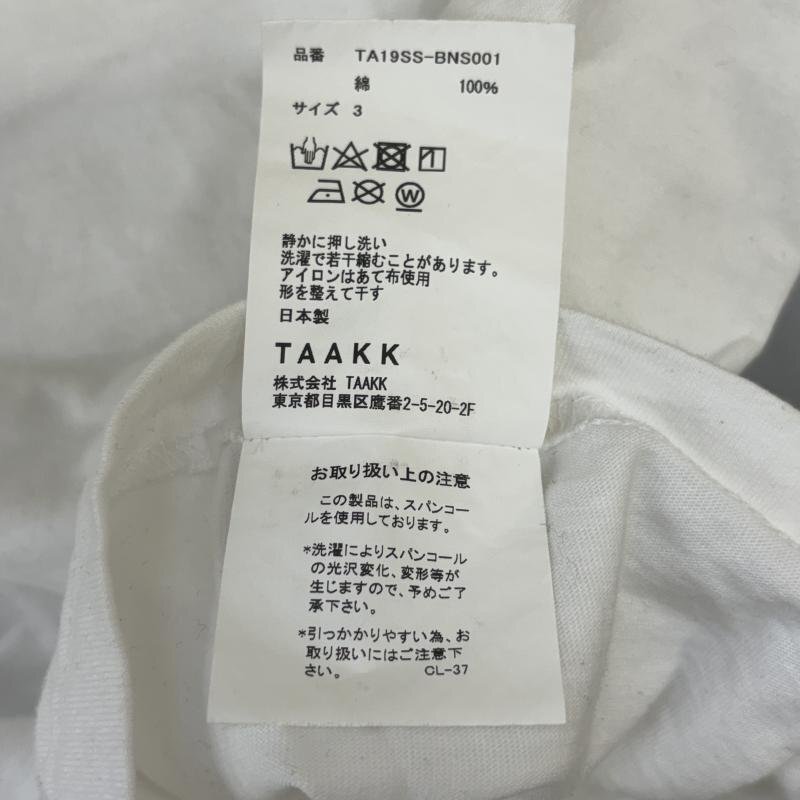 品番 TA19SS-BNS001
綿 100%
サイズ 3
W
静かに押し洗い
洗濯で若干縮むことがあります。
アイロンはあて布使用
形を整えて干す
日本製
TAAKK
株式会社 TAAKK
東京都目黒区鷹番2-5-20-2F
お取り扱い上の注意
この製品は、スパンコー
ルを使用しております。
*洗濯によりスパンコール
の光沢変化、変形等が
生じますので、予めご了
承下さい。
*引っかかりやすい為、お
取り扱いにはご注意下
さい。 CL-37